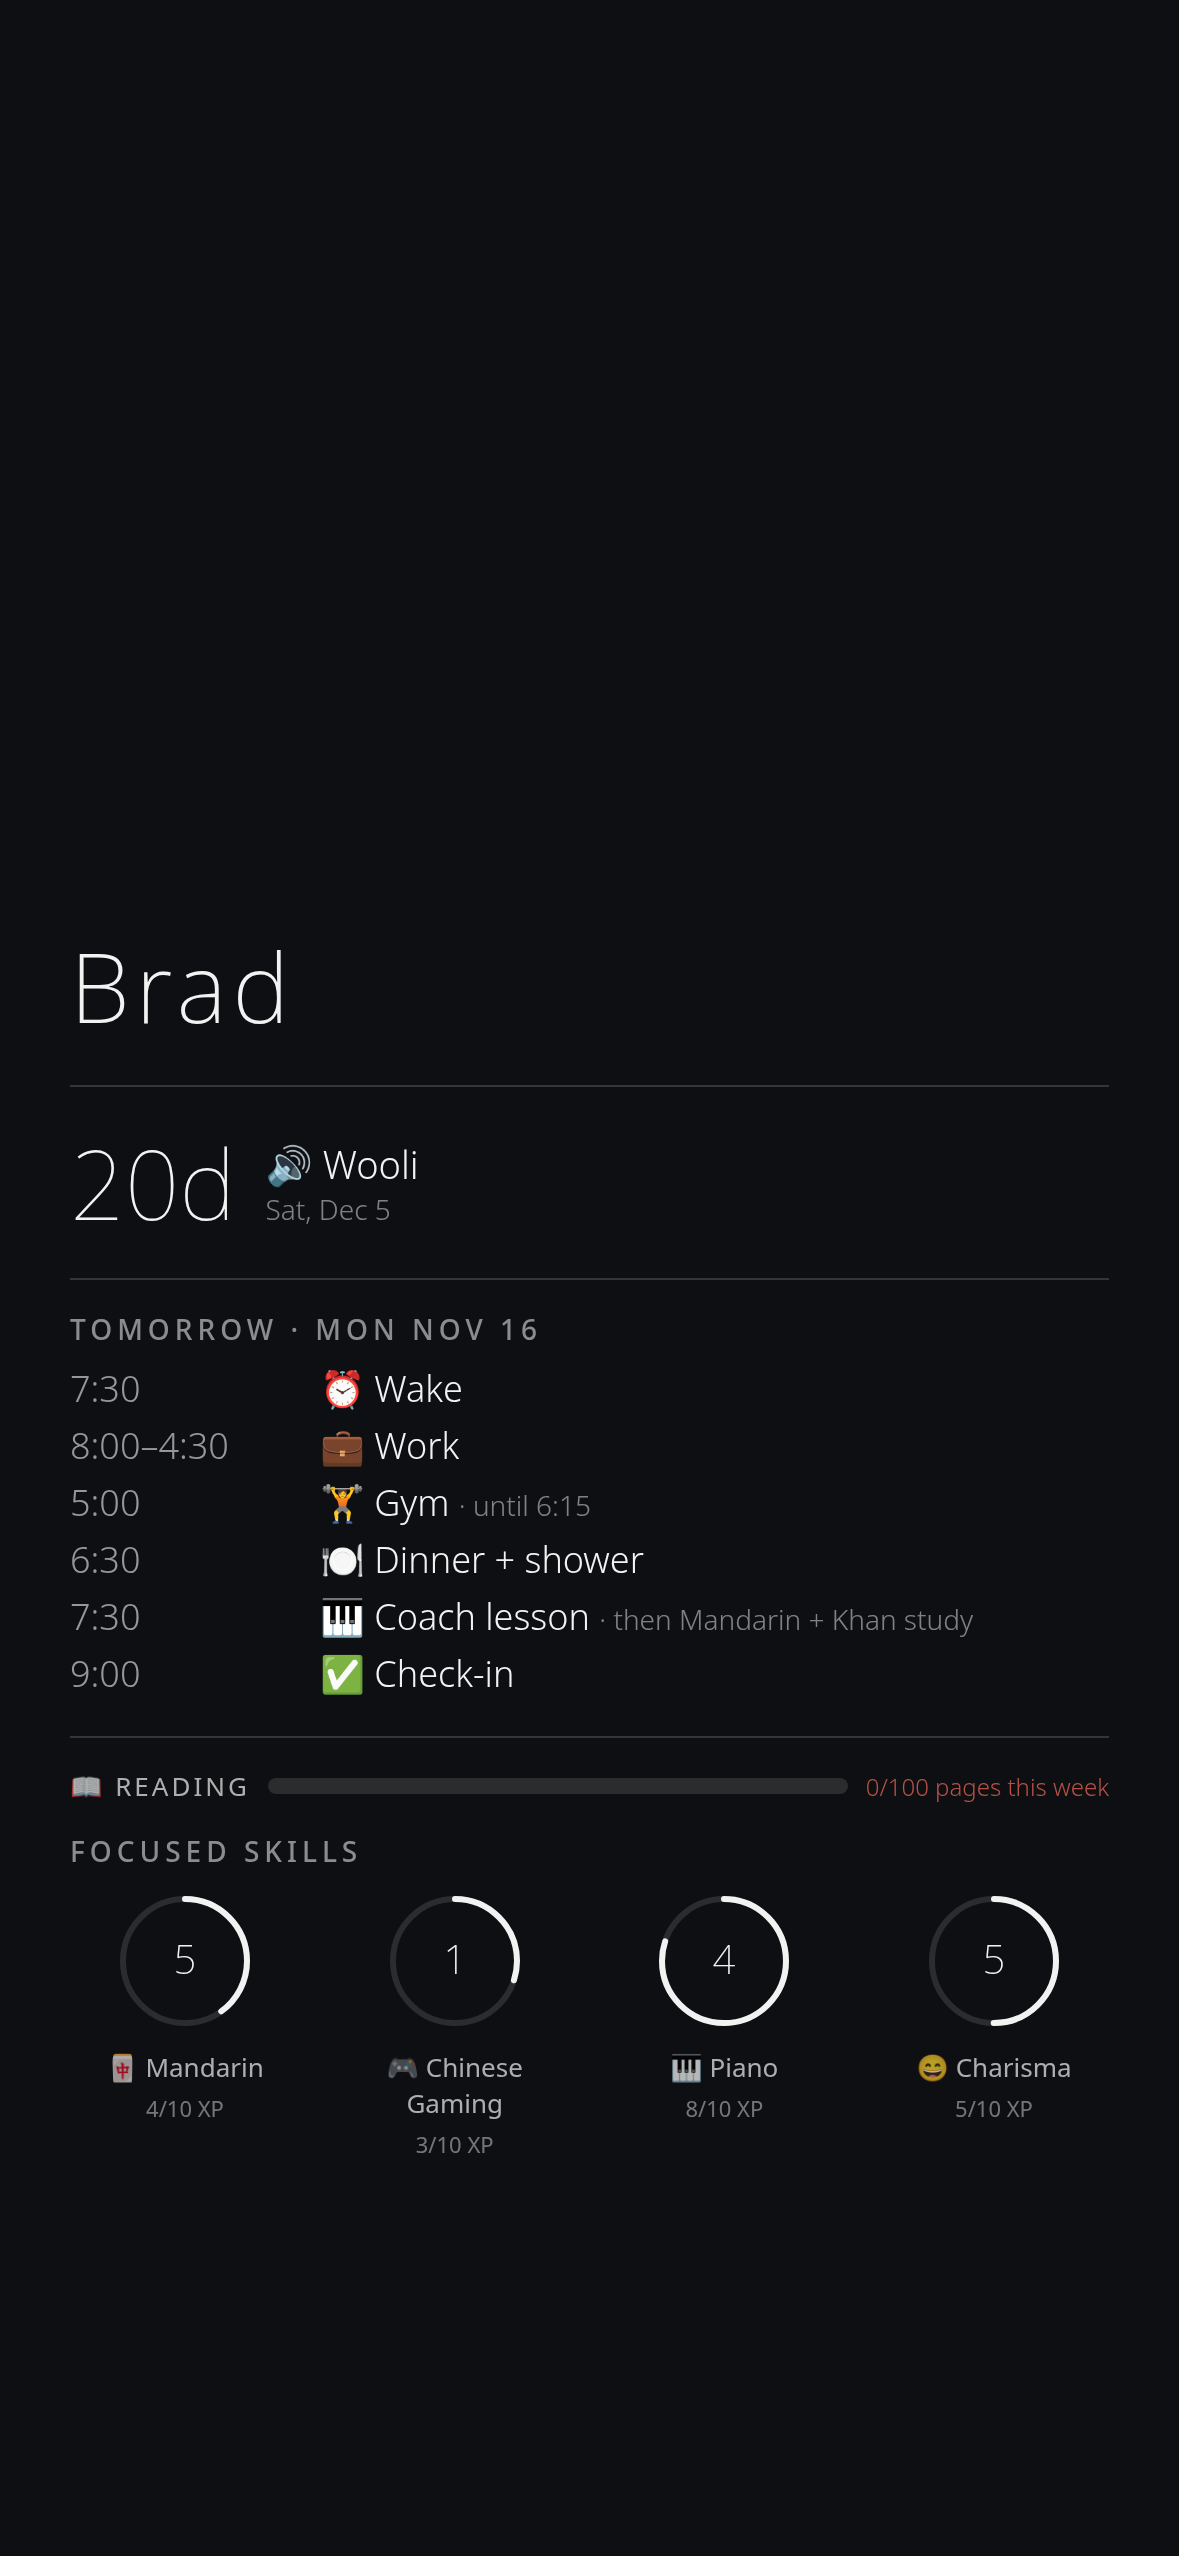 Brad
20d
🔊 Wooli
Sat, Dec 5
TOMORROW · MON NOV 16
7:30 ⏰ Wake
8:00–4:30 💼 Work
5:00 🏋️ Gym · until 6:15
6:30 🍽️ Dinner + shower
7:30 🎹 Coach lesson · then Mandarin + Khan study
9:00 ✅ Check-in
📖 READING 0/100 pages this week
FOCUSED SKILLS
5 1 4 5
🀄 Mandarin
4/10 XP
🎮 Chinese
Gaming
3/10 XP
🎹 Piano
8/10 XP
😄 Charisma
5/10 XP